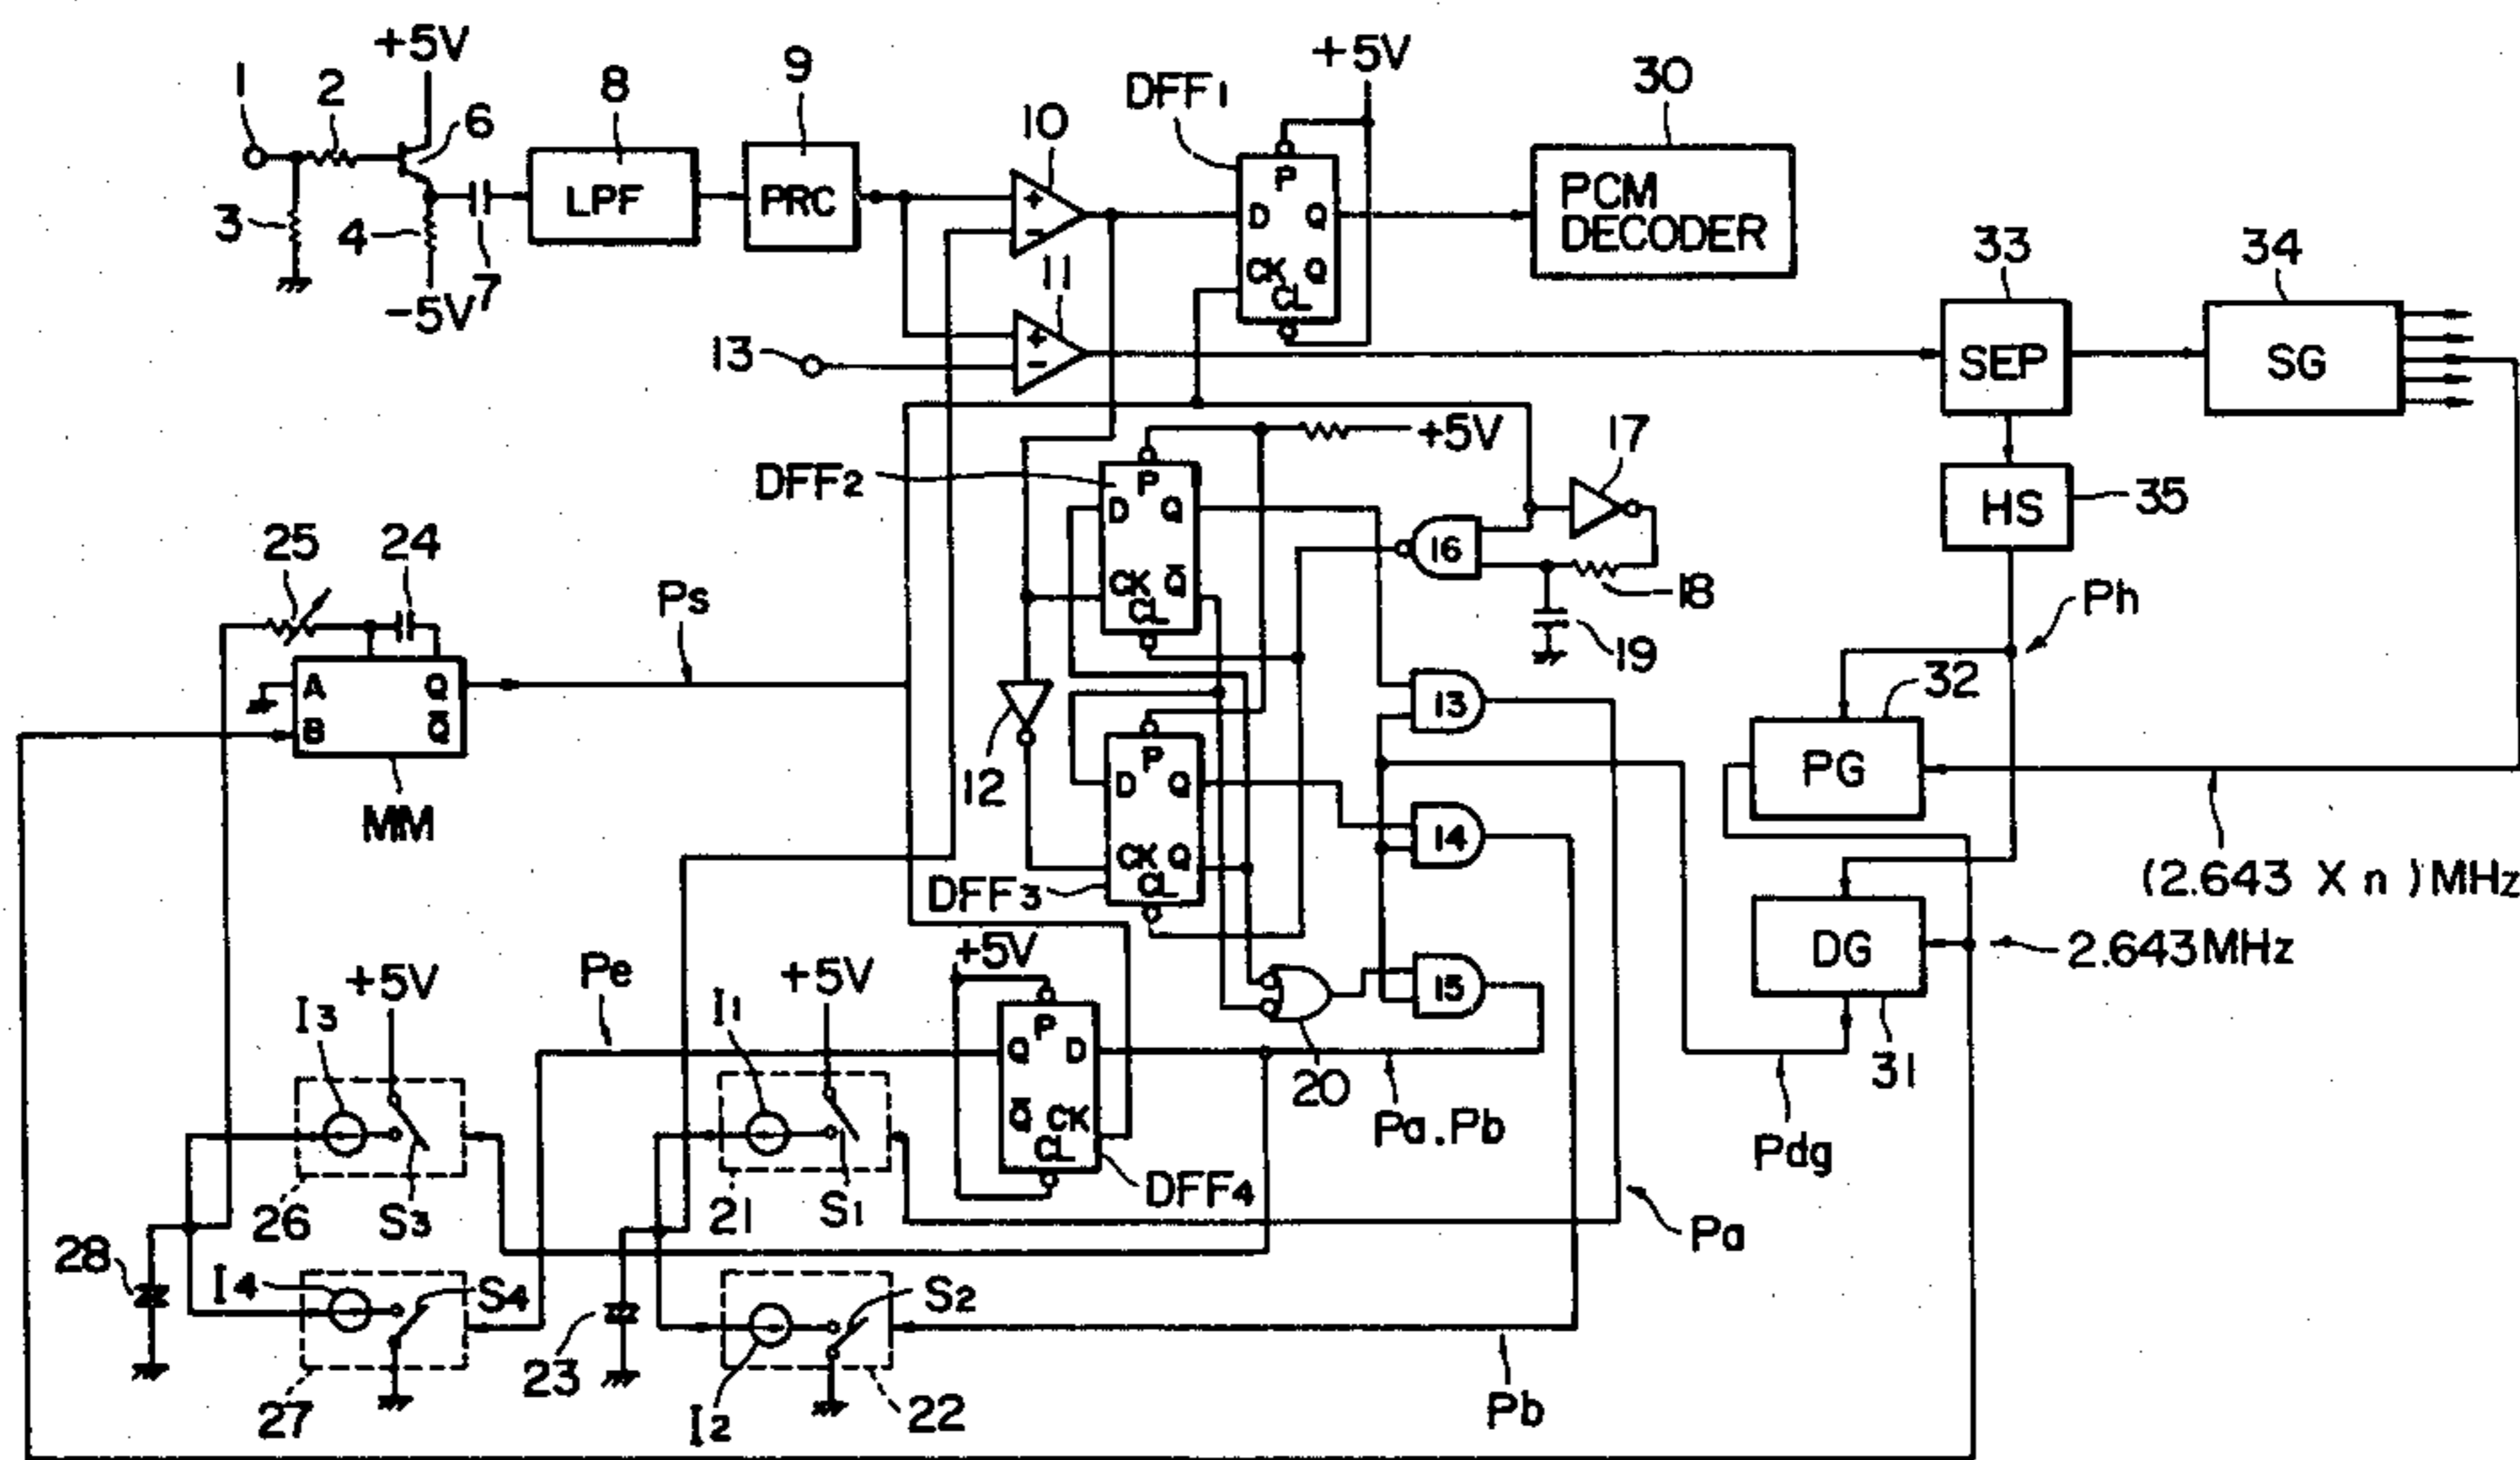 +5V
1
2
6
8
9
10
DFF1
+5V
30
LPF
PRC
+
-
P
D
Q
CK
Q
CL
PCM
DECODER
3
4
7
-5V
11
+
-
13
33
34
SEP
SG
+5V
17
DFF2
P
D
Q
CK
Q̄
CL
16
18
19
HS
35
Ph
25
24
Ps
A
Q
B
Q̄
MM
12
P
D
Q
CK
Q
CL
DFF3
13
14
15
32
PG
(2.643 X n)MHz
DG
2.643MHz
31
Pdg
+5V
Pe
+5V
I3
+5V
I1
P
Q
D
Q̄
CK
CL
DFF4
20
Pa.Pb
26
S3
21
S1
Pa
28
I4
S4
S2
27
23
I2
22
Pb